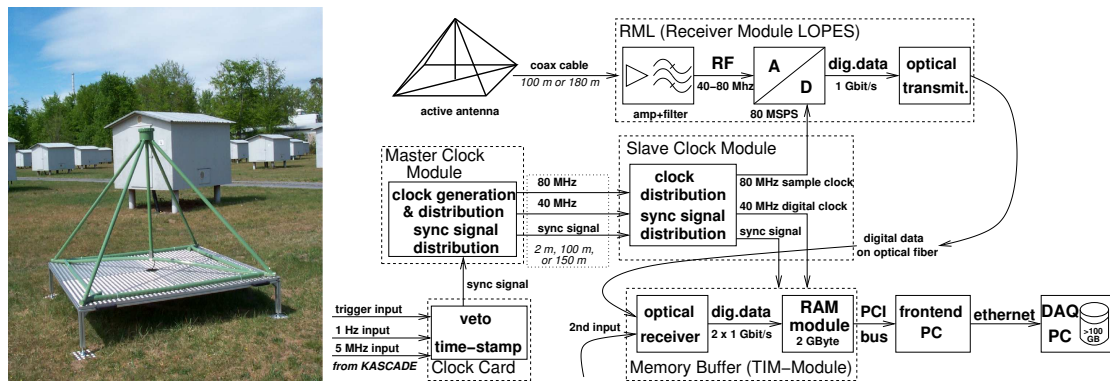 RML (Receiver Module LOPES)
coax cable
100 m or 180 m
active antenna
RF
40–80 Mhz
amp+filter
A
D
80 MSPS
dig.data
1 Gbit/s
optical
transmit.
Master Clock
Module
clock generation
& distribution
sync signal
distribution
80 MHz
40 MHz
sync signal
2 m, 100 m,
or 150 m
Slave Clock Module
clock
distribution
sync signal
distribution
80 MHz sample clock
40 MHz digital clock
sync signal
digital data
on optical fiber
sync signal
trigger input
1 Hz input
5 MHz input
from KASCADE
veto
time–stamp
Clock Card
2nd input
optical
receiver
dig.data
2 x 1 Gbit/s
RAM
module
2 GByte
Memory Buffer (TIM–Module)
PCI
bus
frontend
PC
ethernet
DAQ
PC
>100
GB